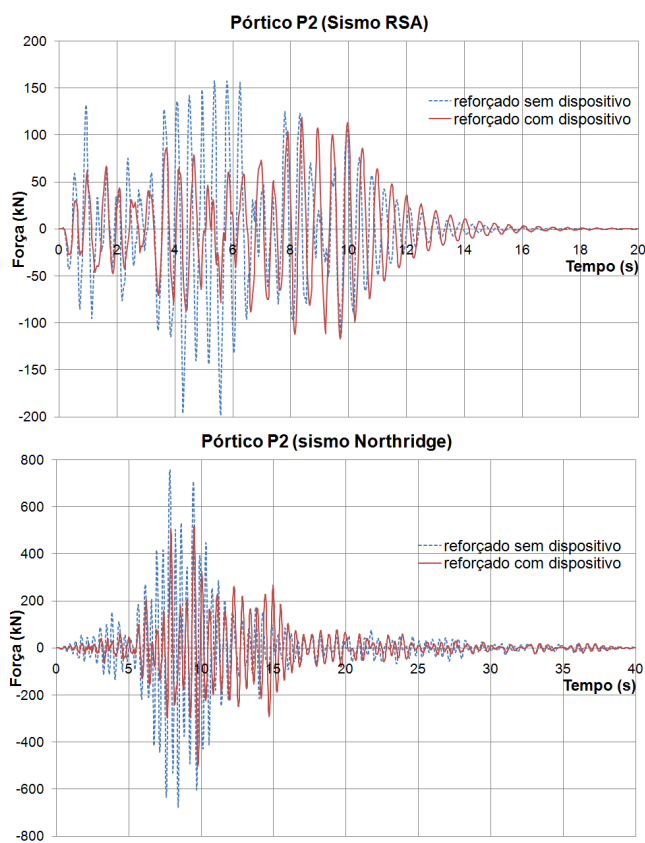 Pórtico P2 (Sismo RSA)
200
150
100
50
0
-50
-100
-150
-200
Força (kN)
reforçado sem dispositivo
reforçado com dispositivo
0 2 4 6 8 10 12 14 16 18 20
Tempo (s)
Pórtico P2 (sismo Northridge)
800
600
400
200
0
-200
-400
-600
-800
Força (kN)
reforçado sem dispositivo
reforçado com dispositivo
0 5 10 15 20 25 30 35 40
Tempo (s)